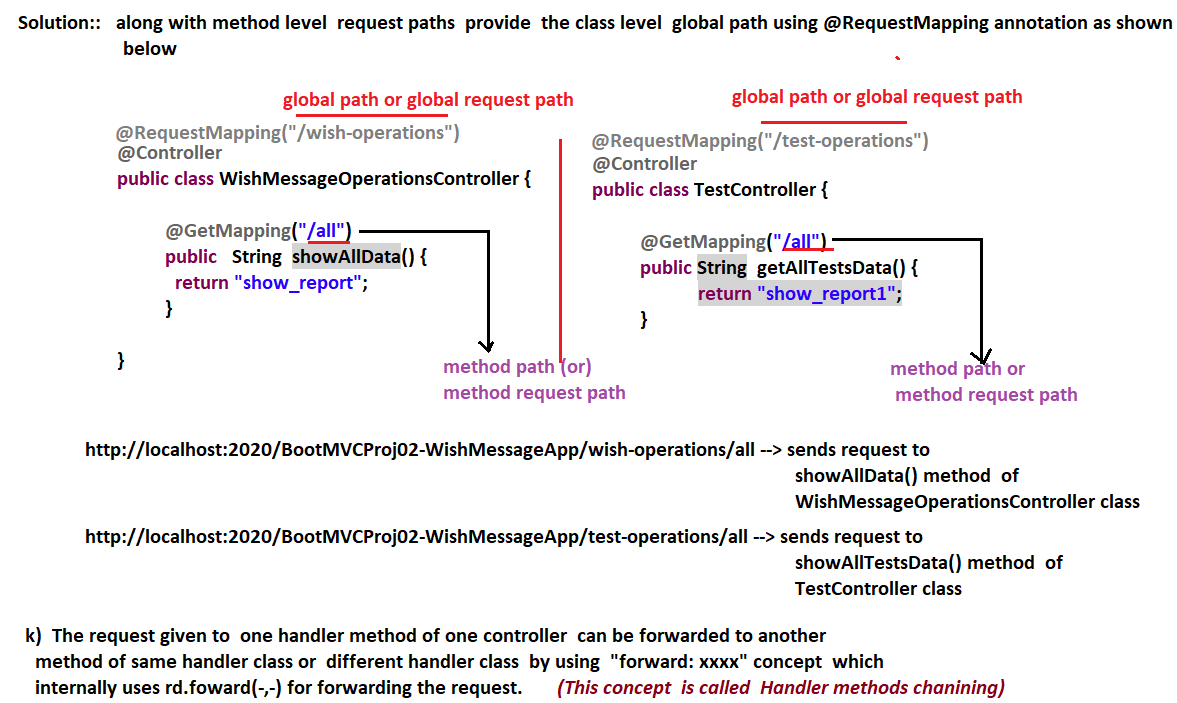 Solution:: along with method level request paths provide the class level global path using @RequestMapping annotation as shown
below
global path or global request path
@RequestMapping("/wish-operations")
@Controller
public class WishMessageOperationsController {
@GetMapping("/all")
public String showAllData() {
return "show_report";
}
}
method path (or)
method request path
global path or global request path
@RequestMapping("/test-operations")
@Controller
public class TestController {
@GetMapping("/all")
public String getAllTestsData() {
return "show_report1";
}
method path or
method request path
http://localhost:2020/BootMVCProj02-WishMessageApp/wish-operations/all --> sends request to
showAllData() method of
WishMessageOperationsController class
http://localhost:2020/BootMVCProj02-WishMessageApp/test-operations/all --> sends request to
showAllTestsData() method of
TestController class
k) The request given to one handler method of one controller can be forwarded to another
method of same handler class or different handler class by using "forward: xxxx" concept which
internally uses rd.foward(-,-) for forwarding the request. (This concept is called Handler methods chanining)